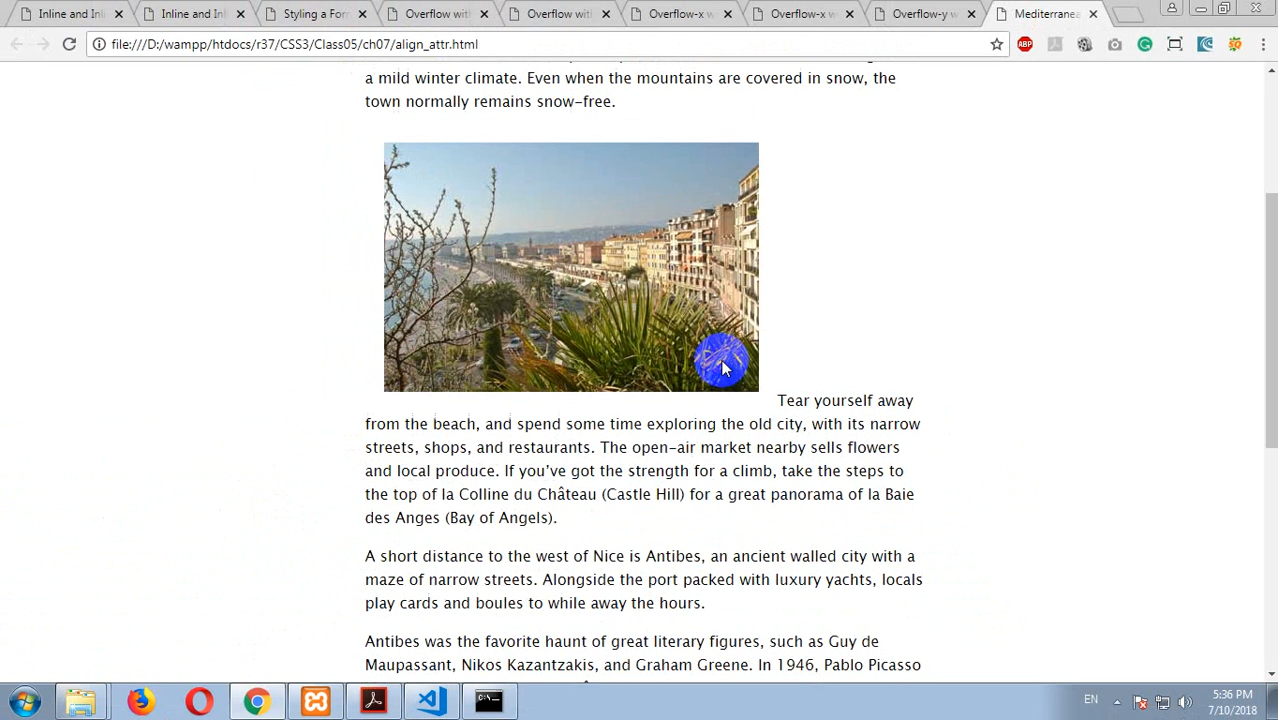 Inline and Inl
Inline and Inl
Styling a For
Overflow wit
Overflow wit
Overflow-x w
Overflow-x w
Overflow-y w
Mediterranea
file:///D:/wampp/htdocs/r37/CSS3/Class05/ch07/align_attr.html
ABP
a mild winter climate. Even when the mountains are covered in snow, the
town normally remains snow-free.
Tear yourself away
from the beach, and spend some time exploring the old city, with its narrow
streets, shops, and restaurants. The open-air market nearby sells flowers
and local produce. If you’ve got the strength for a climb, take the steps to
the top of la Colline du Château (Castle Hill) for a great panorama of la Baie
des Anges (Bay of Angels).
A short distance to the west of Nice is Antibes, an ancient walled city with a
maze of narrow streets. Alongside the port packed with luxury yachts, locals
play cards and boules to while away the hours.
Antibes was the favorite haunt of great literary figures, such as Guy de
Maupassant, Nikos Kazantzakis, and Graham Greene. In 1946, Pablo Picasso
EN
5:36 PM
7/10/2018